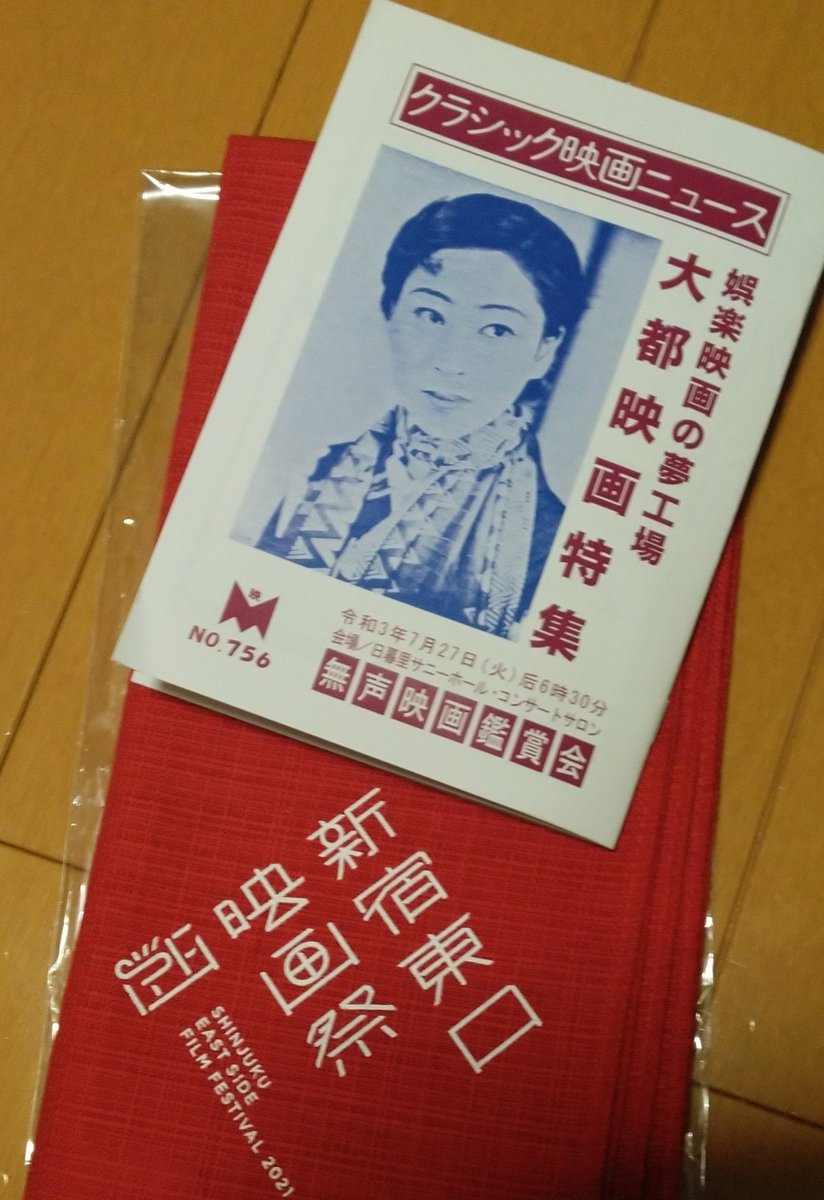 クラシック映画ニュース
娯楽映画の夢工場
大都映画特集
映
NO.756
令和3年7月27日(火)后6時30分
会場/日暮里サニーホール・コンサートサロン
無声映画鑑賞会
新宿東口
映画祭
SHINJUKU
EAST SIDE
FILM FESTIVAL 2021